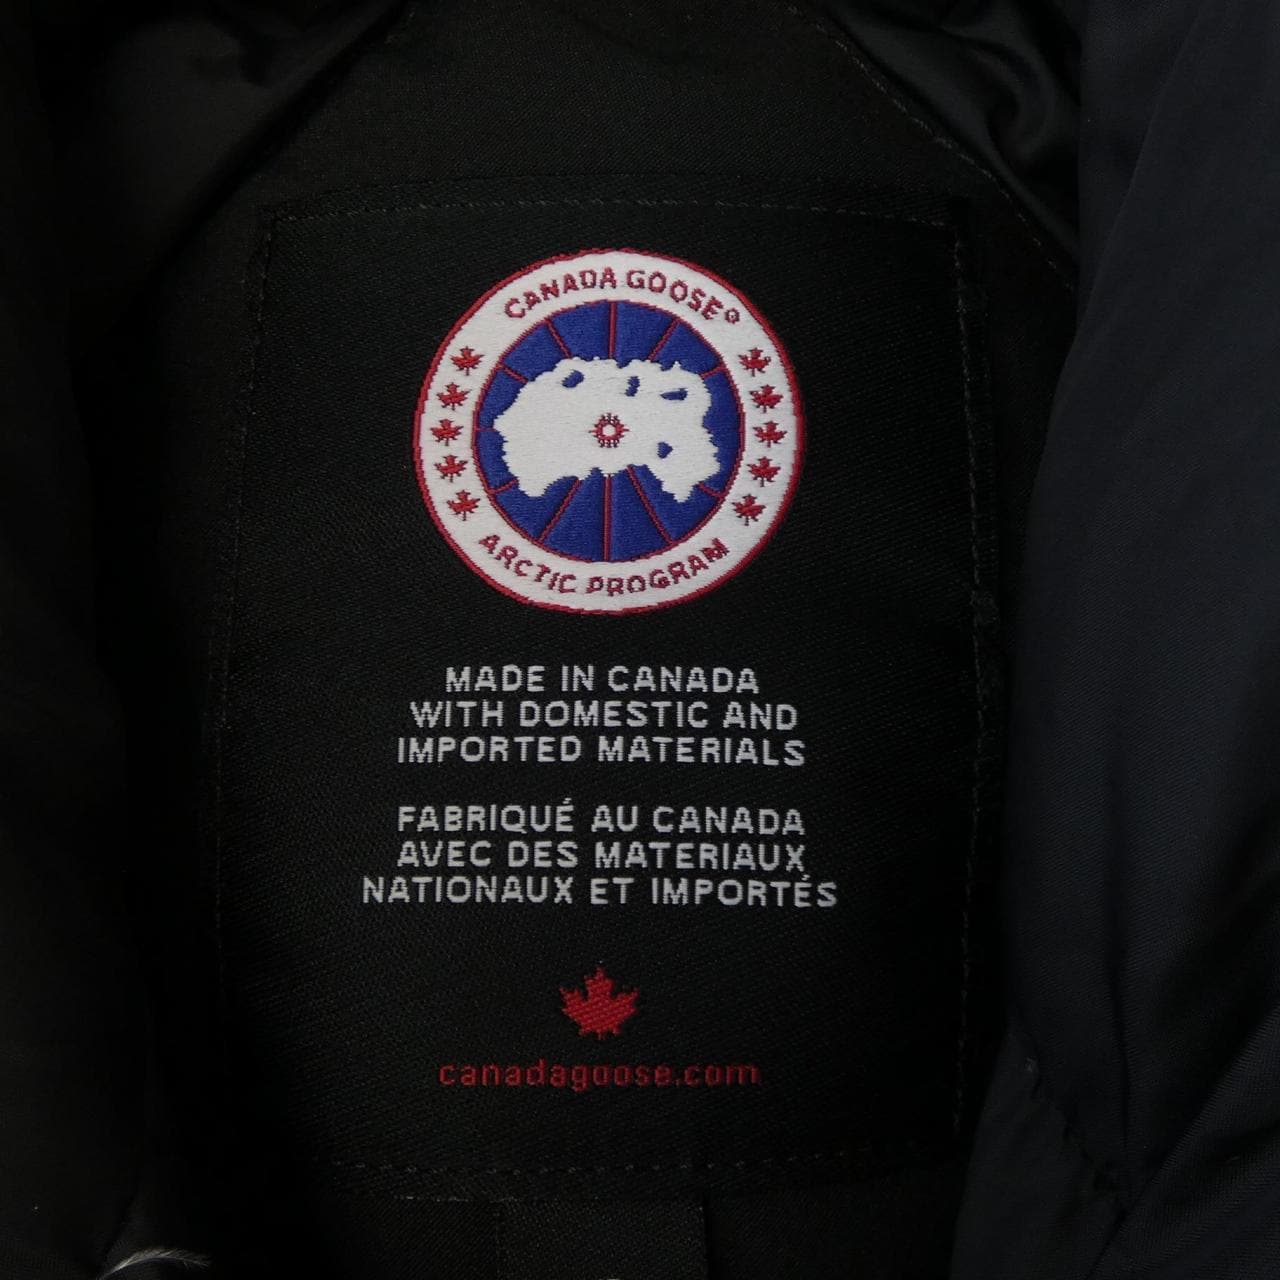 CANADA GOOSE®
ARCTIC PROGRAM
MADE IN CANADA
WITH DOMESTIC AND
IMPORTED MATERIALS
FABRIQUÉ AU CANADA
AVEC DES MATERIAUX
NATIONAUX ET IMPORTÉS
canadagoose.com